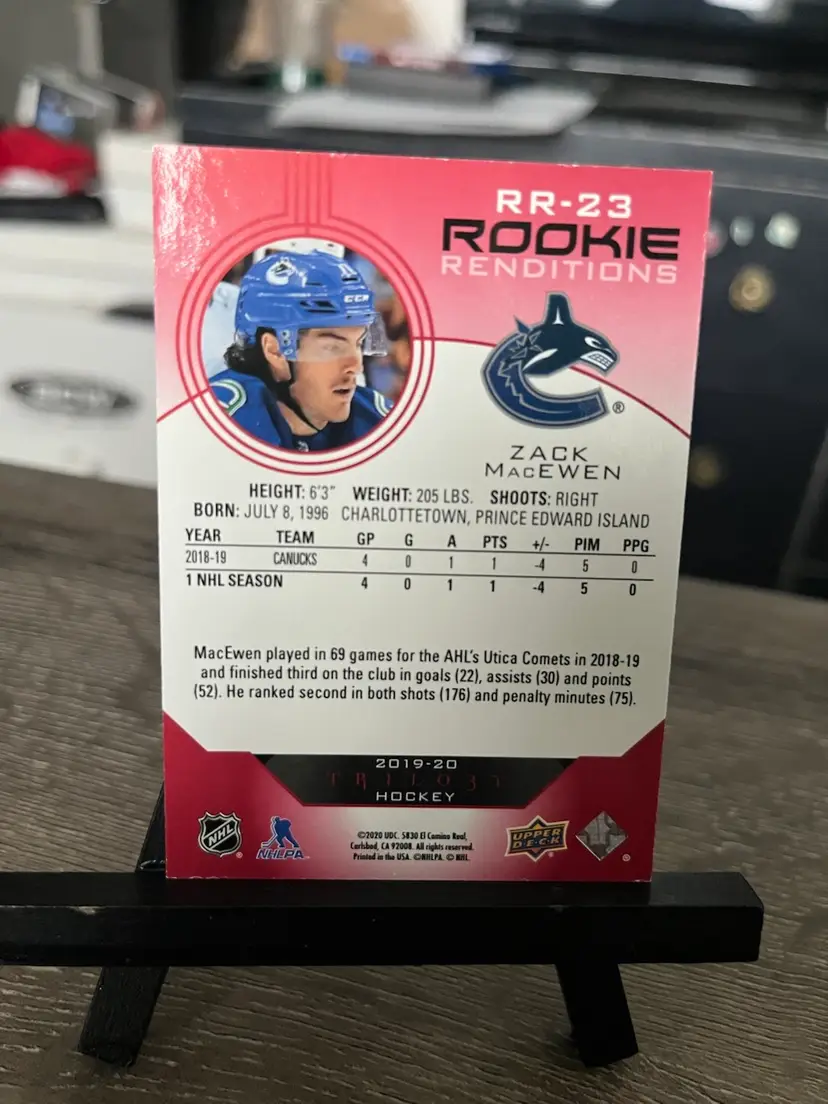 RR-23
ROOKIE
RENDITIONS
CCR
ZACK
MACEWEN
HEIGHT: 6'3" WEIGHT: 205 LBS. SHOOTS: RIGHT
BORN: JULY 8, 1996 CHARLOTTETOWN, PRINCE EDWARD ISLAND
YEAR TEAM GP G A PTS +/- PIM PPG
2018-19 CANUCKS 4 0 1 1 -4 5 0
1 NHL SEASON 4 0 1 1 -4 5 0
MacEwen played in 69 games for the AHL's Utica Comets in 2018-19
and finished third on the club in goals (22), assists (30) and points
(52). He ranked second in both shots (176) and penalty minutes (75).
2019-20
TRILOGY
HOCKEY
NHL
NHLPA
©2020 UDC. 5830 El Camino Real,
Carlsbad, CA 92008. All rights reserved.
Printed in the USA. ©NHLPA. © NHL.
UPPER
DECK